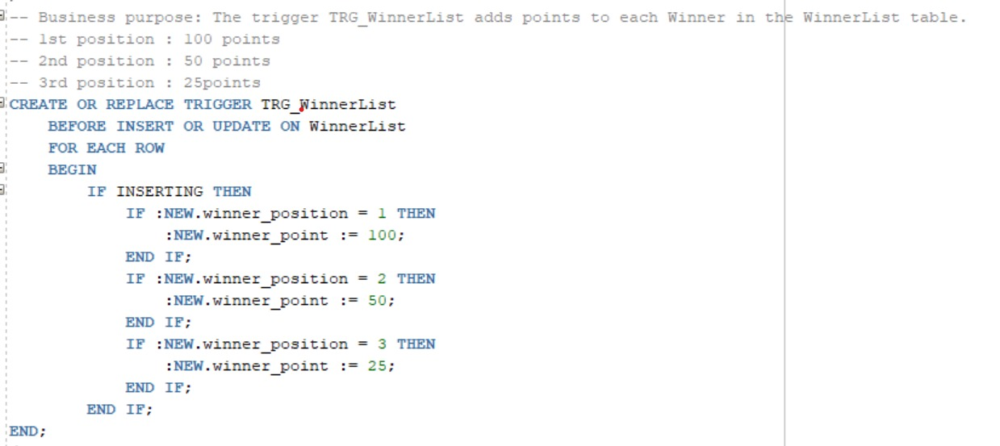 -- Business purpose: The trigger TRG_WinnerList adds points to each Winner in the WinnerList table.
-- 1st position : 100 points
-- 2nd position : 50 points
-- 3rd position : 25points
CREATE OR REPLACE TRIGGER TRG_WinnerList
    BEFORE INSERT OR UPDATE ON WinnerList
    FOR EACH ROW
    BEGIN
        IF INSERTING THEN
            IF :NEW.winner_position = 1 THEN
                :NEW.winner_point := 100;
            END IF;
            IF :NEW.winner_position = 2 THEN
                :NEW.winner_point := 50;
            END IF;
            IF :NEW.winner_position = 3 THEN
                :NEW.winner_point := 25;
            END IF;
        END IF;
END;